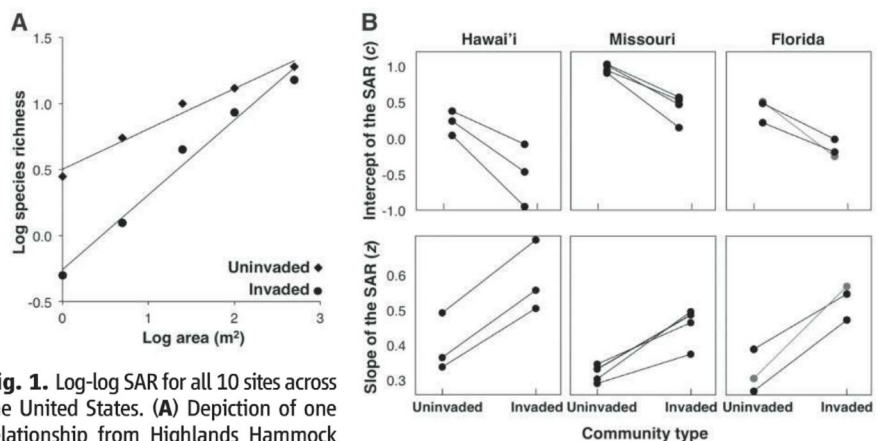 A
1.5
1.0
0.5
0.0
-0.5
Log species richness
Uninvaded
Invaded
0 1 2 3
Log area (m²)
B
Hawai'i Missouri Florida
1.0
0.5
0.0
-0.5
-1.0
Intercept of the SAR (c)
0.6
0.5
0.4
0.3
Slope of the SAR (z)
Uninvaded Invaded Uninvaded Invaded Uninvaded Invaded
Community type
ig. 1. Log-log SAR for all 10 sites across
e United States. (A) Depiction of one
elationship from Highlands Hammock